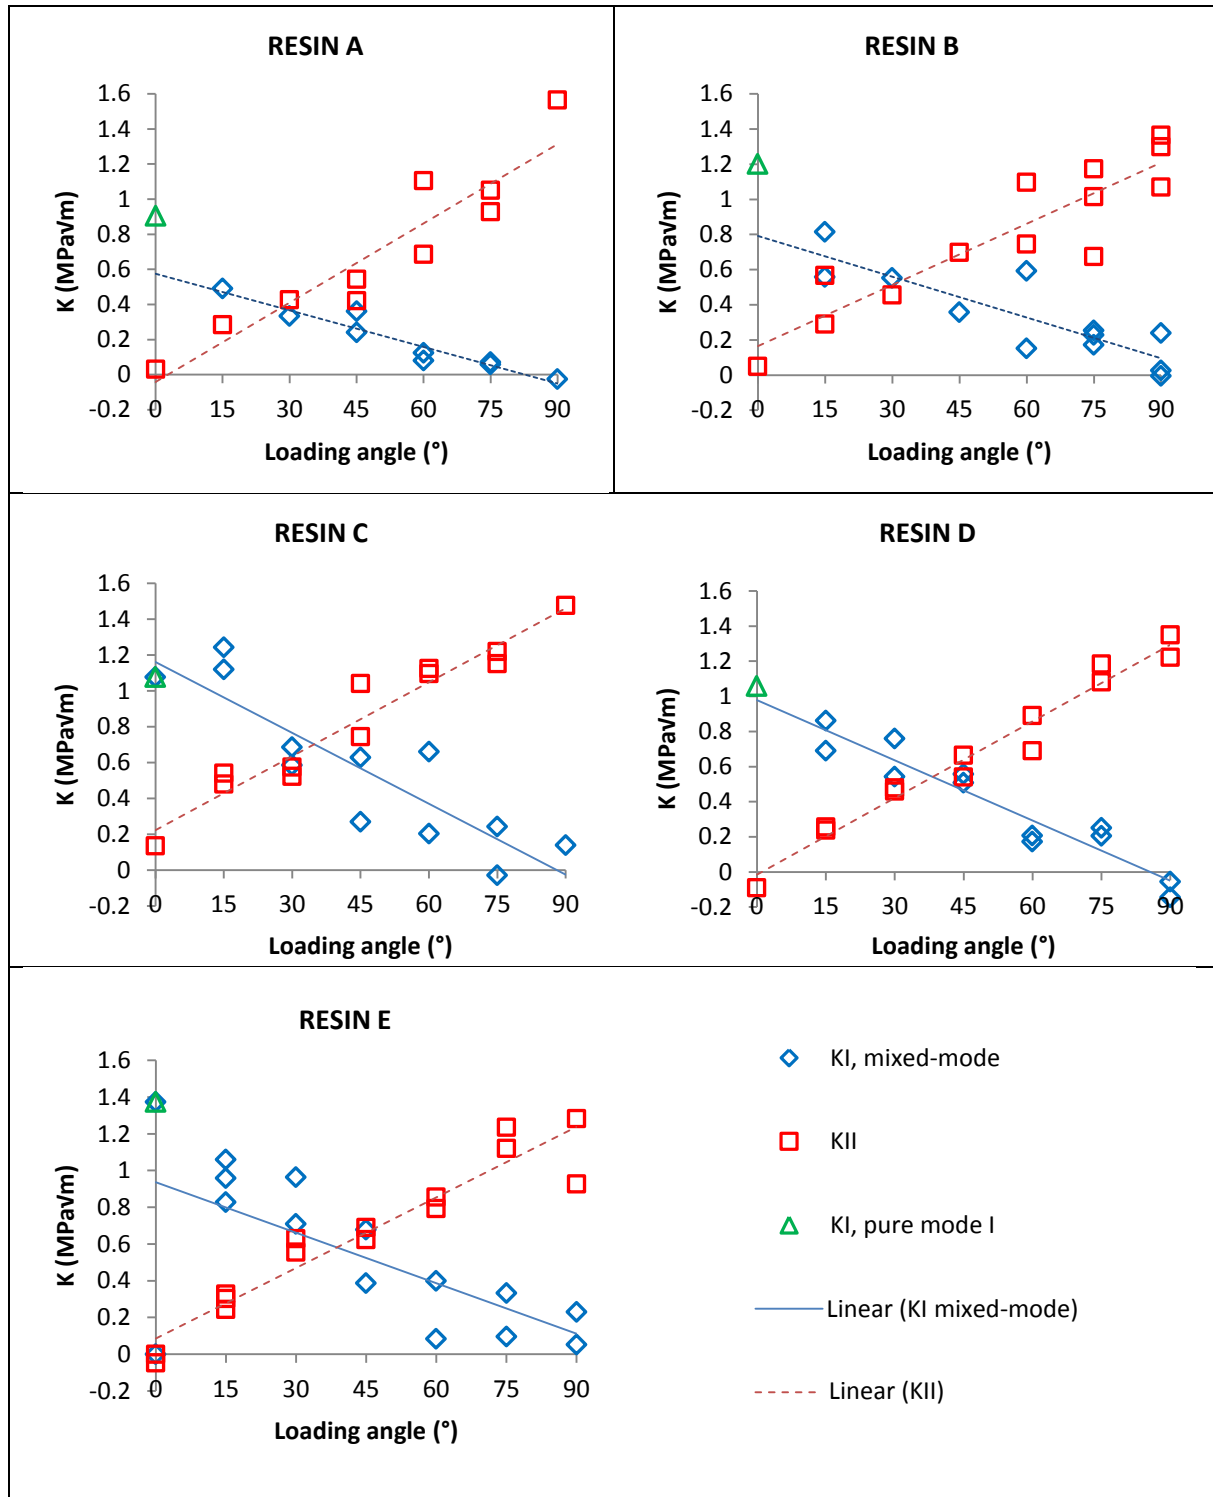 RESIN A
1.6
1.4
1.2
1
0.8
0.6
0.4
0.2
0
-0.2
K (MPa√m)
0 15 30 45 60 75 90
Loading angle (°)
RESIN B
1.6
1.4
1.2
1
0.8
0.6
0.4
0.2
0
-0.2
K (MPa√m)
0 15 30 45 60 75 90
Loading angle (°)
RESIN C
1.6
1.4
1.2
1
0.8
0.6
0.4
0.2
0
-0.2
K (MPa√m)
0 15 30 45 60 75 90
Loading angle (°)
RESIN D
1.6
1.4
1.2
1
0.8
0.6
0.4
0.2
0
-0.2
K (MPa√m)
0 15 30 45 60 75 90
Loading angle (°)
RESIN E
1.6
1.4
1.2
1
0.8
0.6
0.4
0.2
0
-0.2
K (MPa√m)
0 15 30 45 60 75 90
Loading angle (°)
KI, mixed-mode
KII
KI, pure mode I
Linear (KI mixed-mode)
Linear (KII)